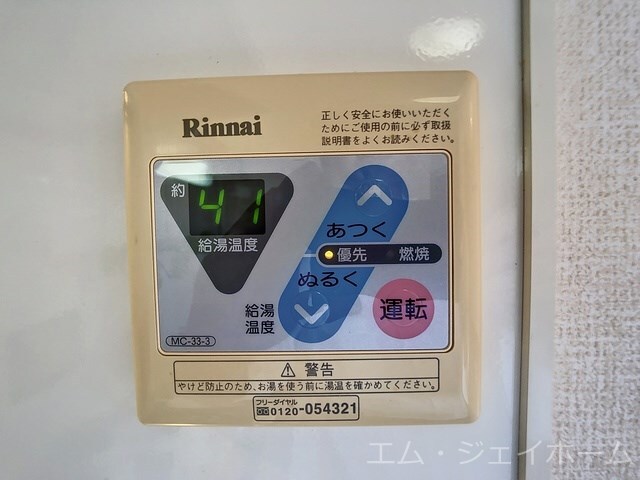 Rinnai
正しく安全にお使いいただく
ためにご使用の前に必ず取扱
説明書をよくお読みください。
約
41
給湯温度
あつく
優先 燃焼
ぬるく
給湯
温度
運転
MC-33-3
警告
やけど防止のため、お湯を使う前に湯温を確かめてください。
フリーダイヤル
0120-054321
エム・ジェイホーム